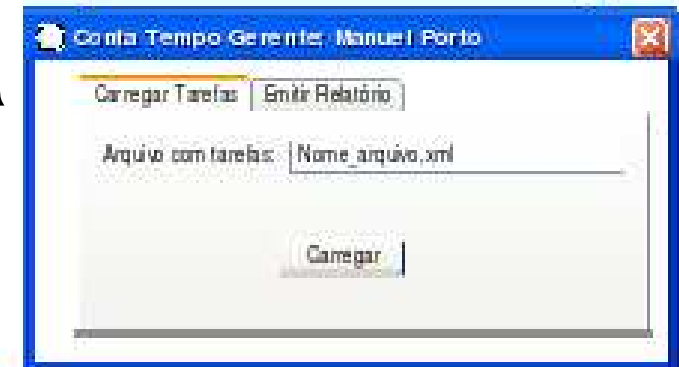 Conta Tempo Gerente: Manuel Porto
Carregar Tarefas Emitir Relatório
Arquivo com tarefas: Nome_arquivo.xml
Carregar